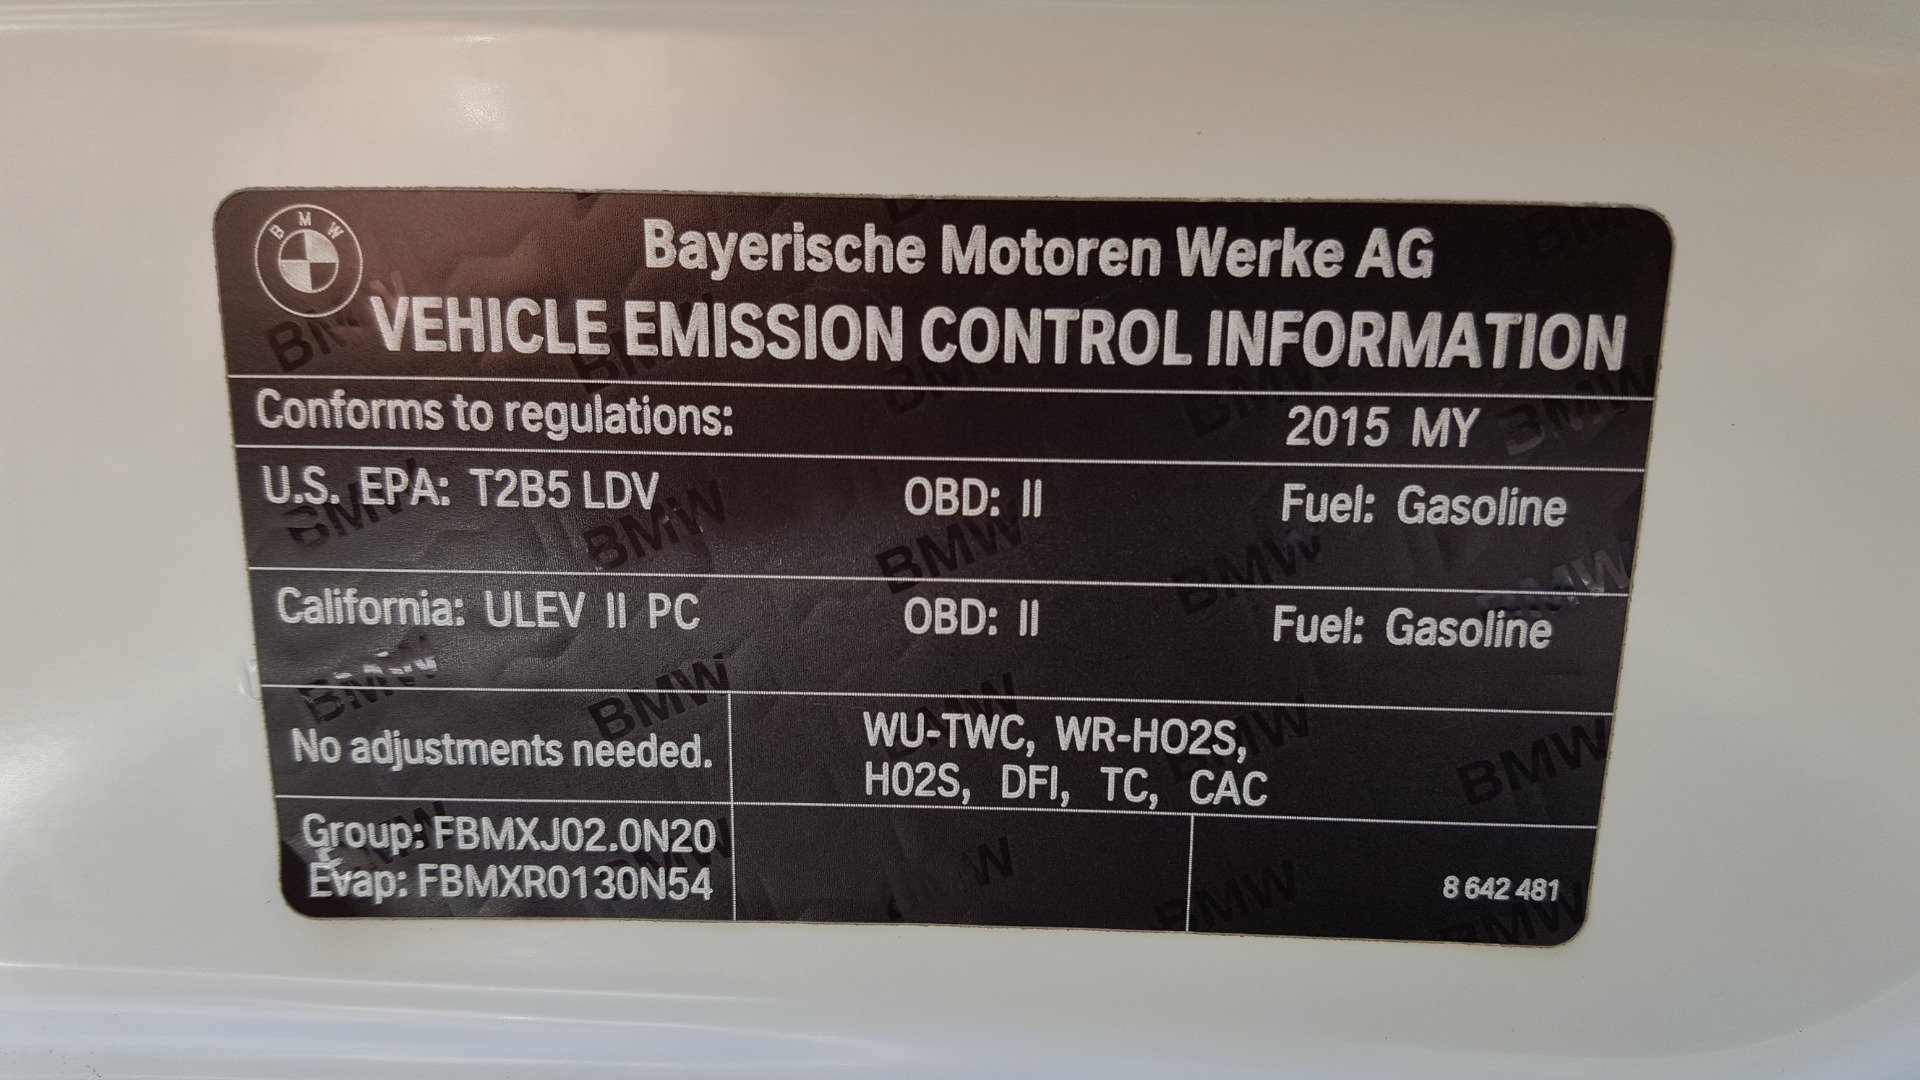 BMW
Bayerische Motoren Werke AG
VEHICLE EMISSION CONTROL INFORMATION
Conforms to regulations: 2015 MY
U.S. EPA: T2B5 LDV OBD: II Fuel: Gasoline
California: ULEV II PC OBD: II Fuel: Gasoline
No adjustments needed.
WU-TWC, WR-HO2S,
H02S, DFI, TC, CAC
Group: FBMXJ02.0N20
Evap: FBMXR0130N54
8 642 481